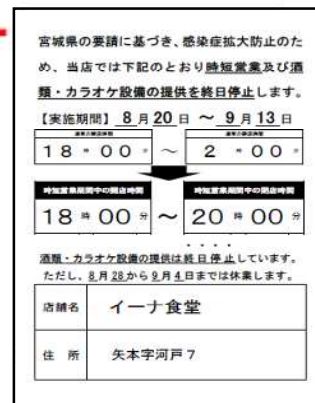 宮城県の要請に基づき、感染症拡大防止のた
め、当店では下記のとおり時短営業及び酒
類・カラオケ設備の提供を終日停止します。
【実施期間】 8月20日 ~ 9月13日
18時00分 ~ 2時00分
時短営業期間中の開店時間 時短営業期間中の閉店時間
18時00分 ~ 20時00分
酒類・カラオケ設備の提供は終日停止しています。
ただし、8月28から9月4日までは休業します。
店舗名 イーナ食堂
住 所 矢本字河戸7